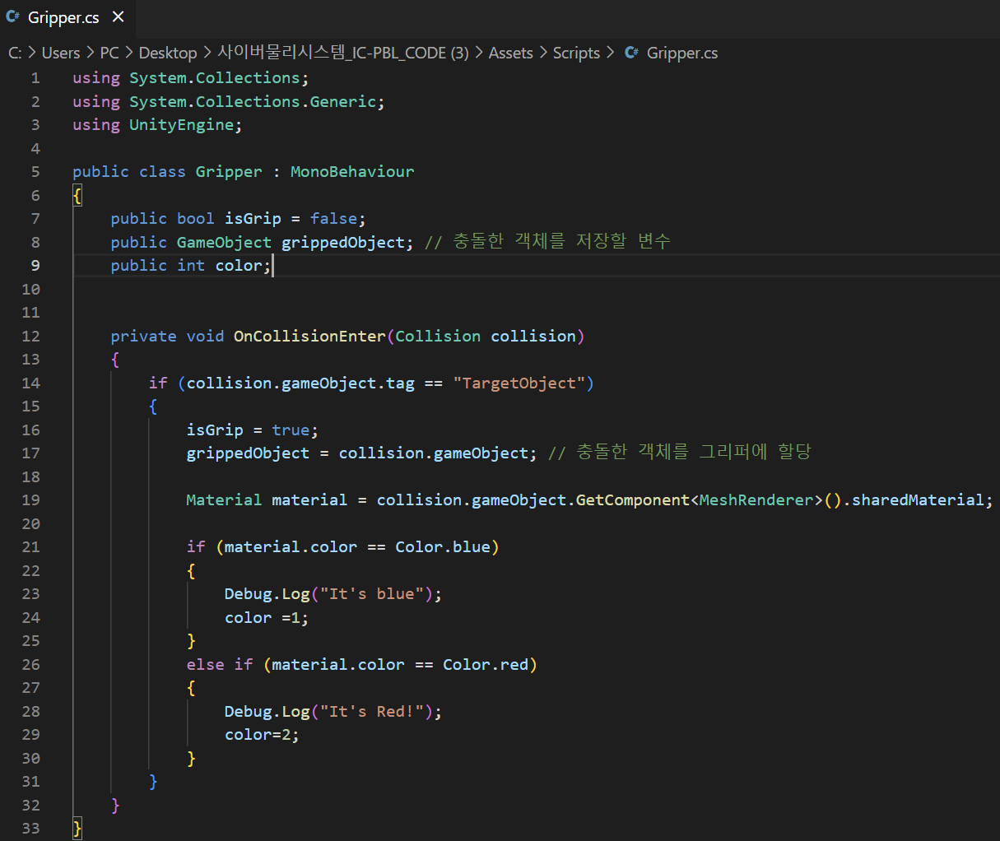 Gripper.cs
C: > Users > PC > Desktop > 사이버물리시스템_IC-PBL_CODE (3) > Assets > Scripts > Gripper.cs
1 using System.Collections;
2 using System.Collections.Generic;
3 using UnityEngine;
4
5 public class Gripper : MonoBehaviour
6 {
7 public bool isGrip = false;
8 public GameObject grippedObject; // 충돌한 객체를 저장할 변수
9 public int color;
10
11
12 private void OnCollisionEnter(Collision collision)
13 {
14 if (collision.gameObject.tag == "TargetObject")
15 {
16 isGrip = true;
17 grippedObject = collision.gameObject; // 충돌한 객체를 그리퍼에 할당
18
19 Material material = collision.gameObject.GetComponent<MeshRenderer>().sharedMaterial;
20
21 if (material.color == Color.blue)
22 {
23 Debug.Log("It's blue");
24 color =1;
25 }
26 else if (material.color == Color.red)
27 {
28 Debug.Log("It's Red!");
29 color=2;
30 }
31 }
32 }
33 }